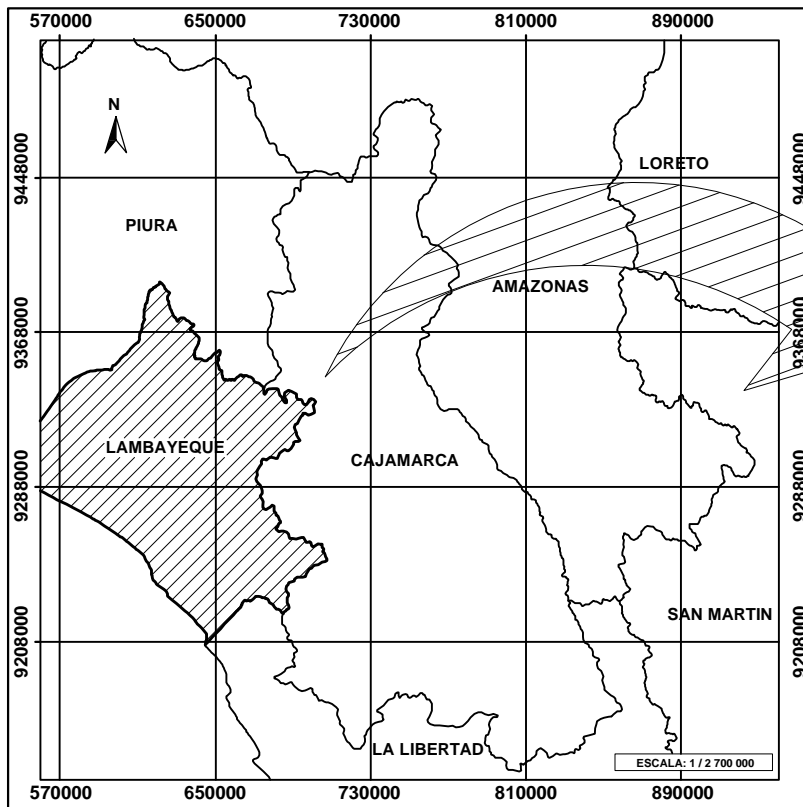 570000 650000 730000 810000 890000
N
LORETO
9448000 9448000
PIURA
AMAZONAS
9368000 9368000
LAMBAYEQUE
CAJAMARCA
9288000 9288000
SAN MARTIN
9208000 9208000
LA LIBERTAD
ESCALA: 1 / 2 700 000
570000 650000 730000 810000 890000